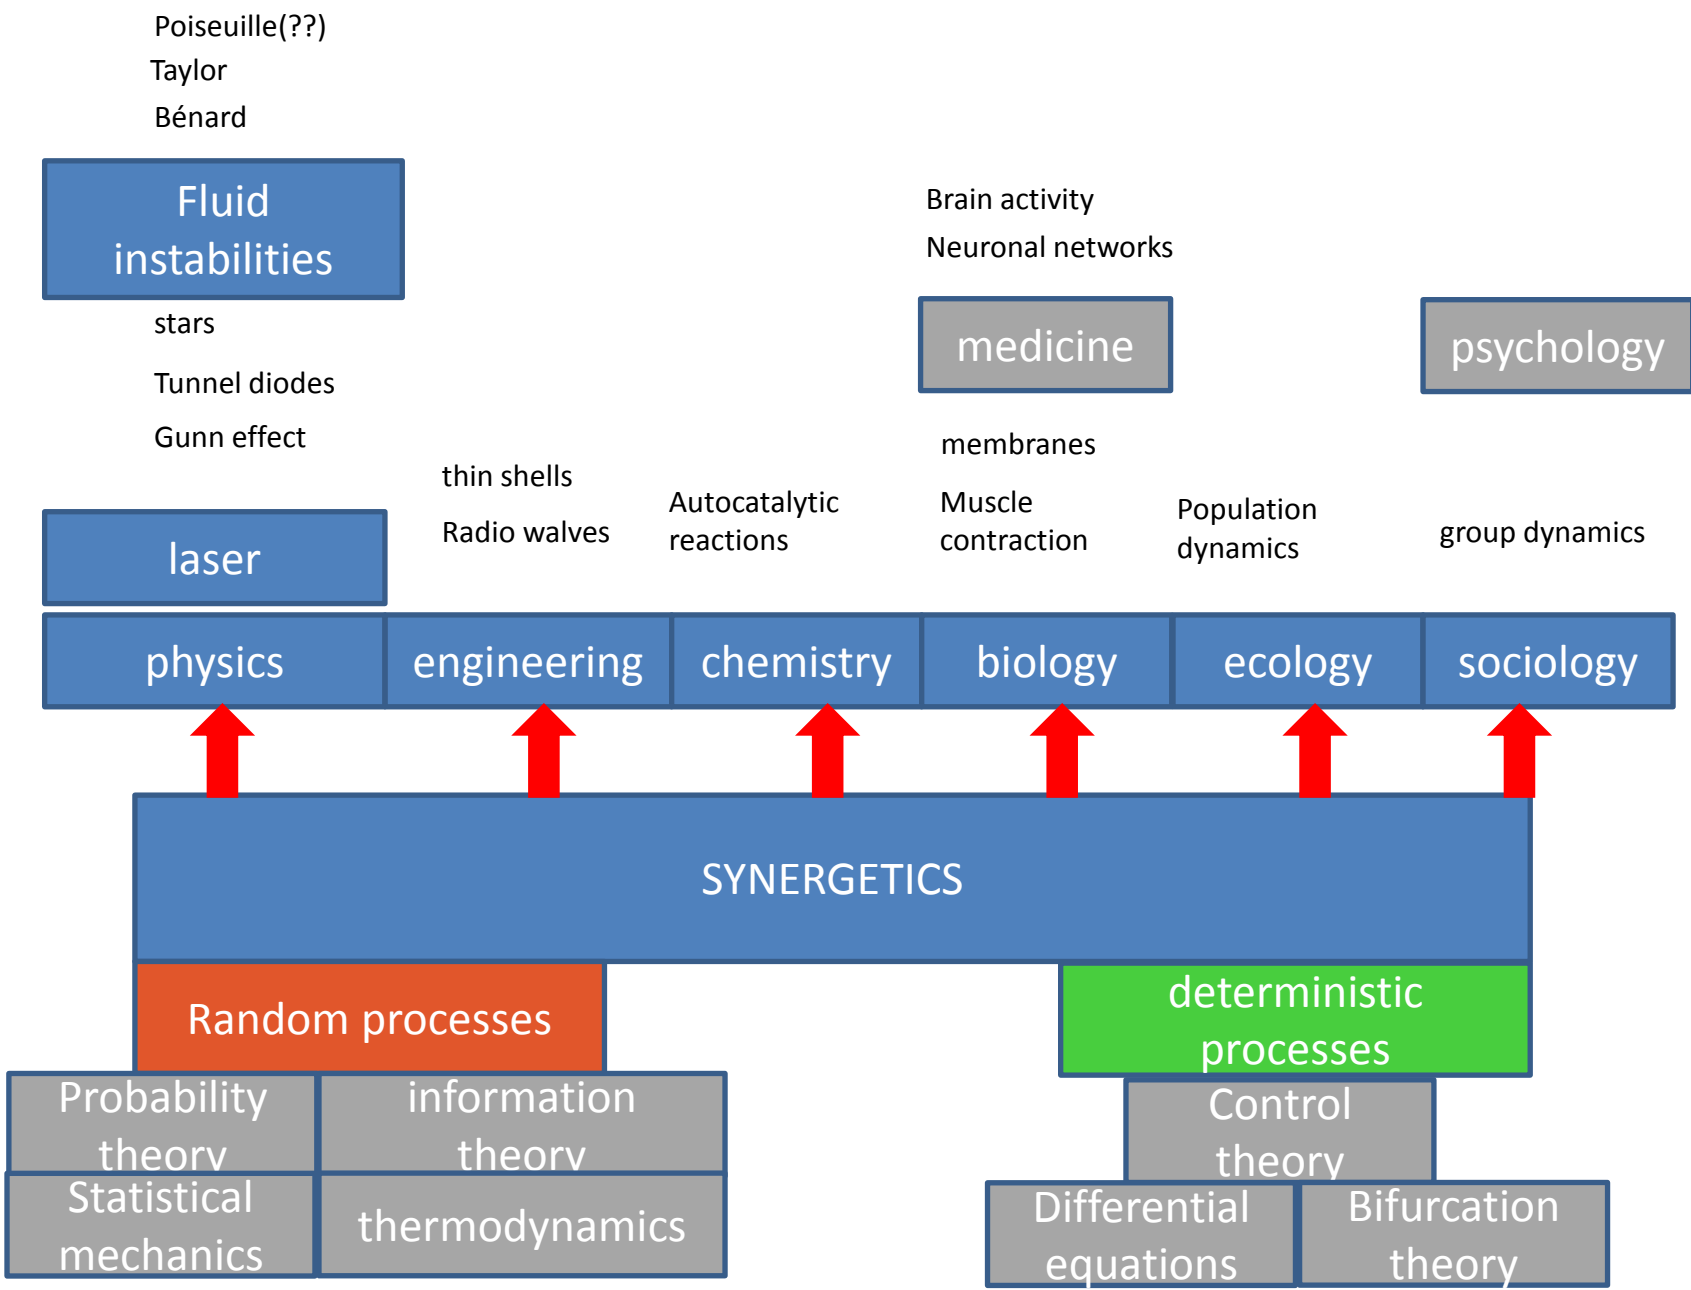 Poiseuille(??)
Taylor
Bénard
Fluid
instabilities
stars
Tunnel diodes
Gunn effect
laser
thin shells
Radio walves
Autocatalytic
reactions
Brain activity
Neuronal networks
medicine
membranes
Muscle
contraction
Population
dynamics
psychology
group dynamics
physics
engineering
chemistry
biology
ecology
sociology
SYNERGETICS
Random processes
deterministic
processes
Probability
theory
information
theory
Statistical
mechanics
thermodynamics
Control
theory
Differential
equations
Bifurcation
theory